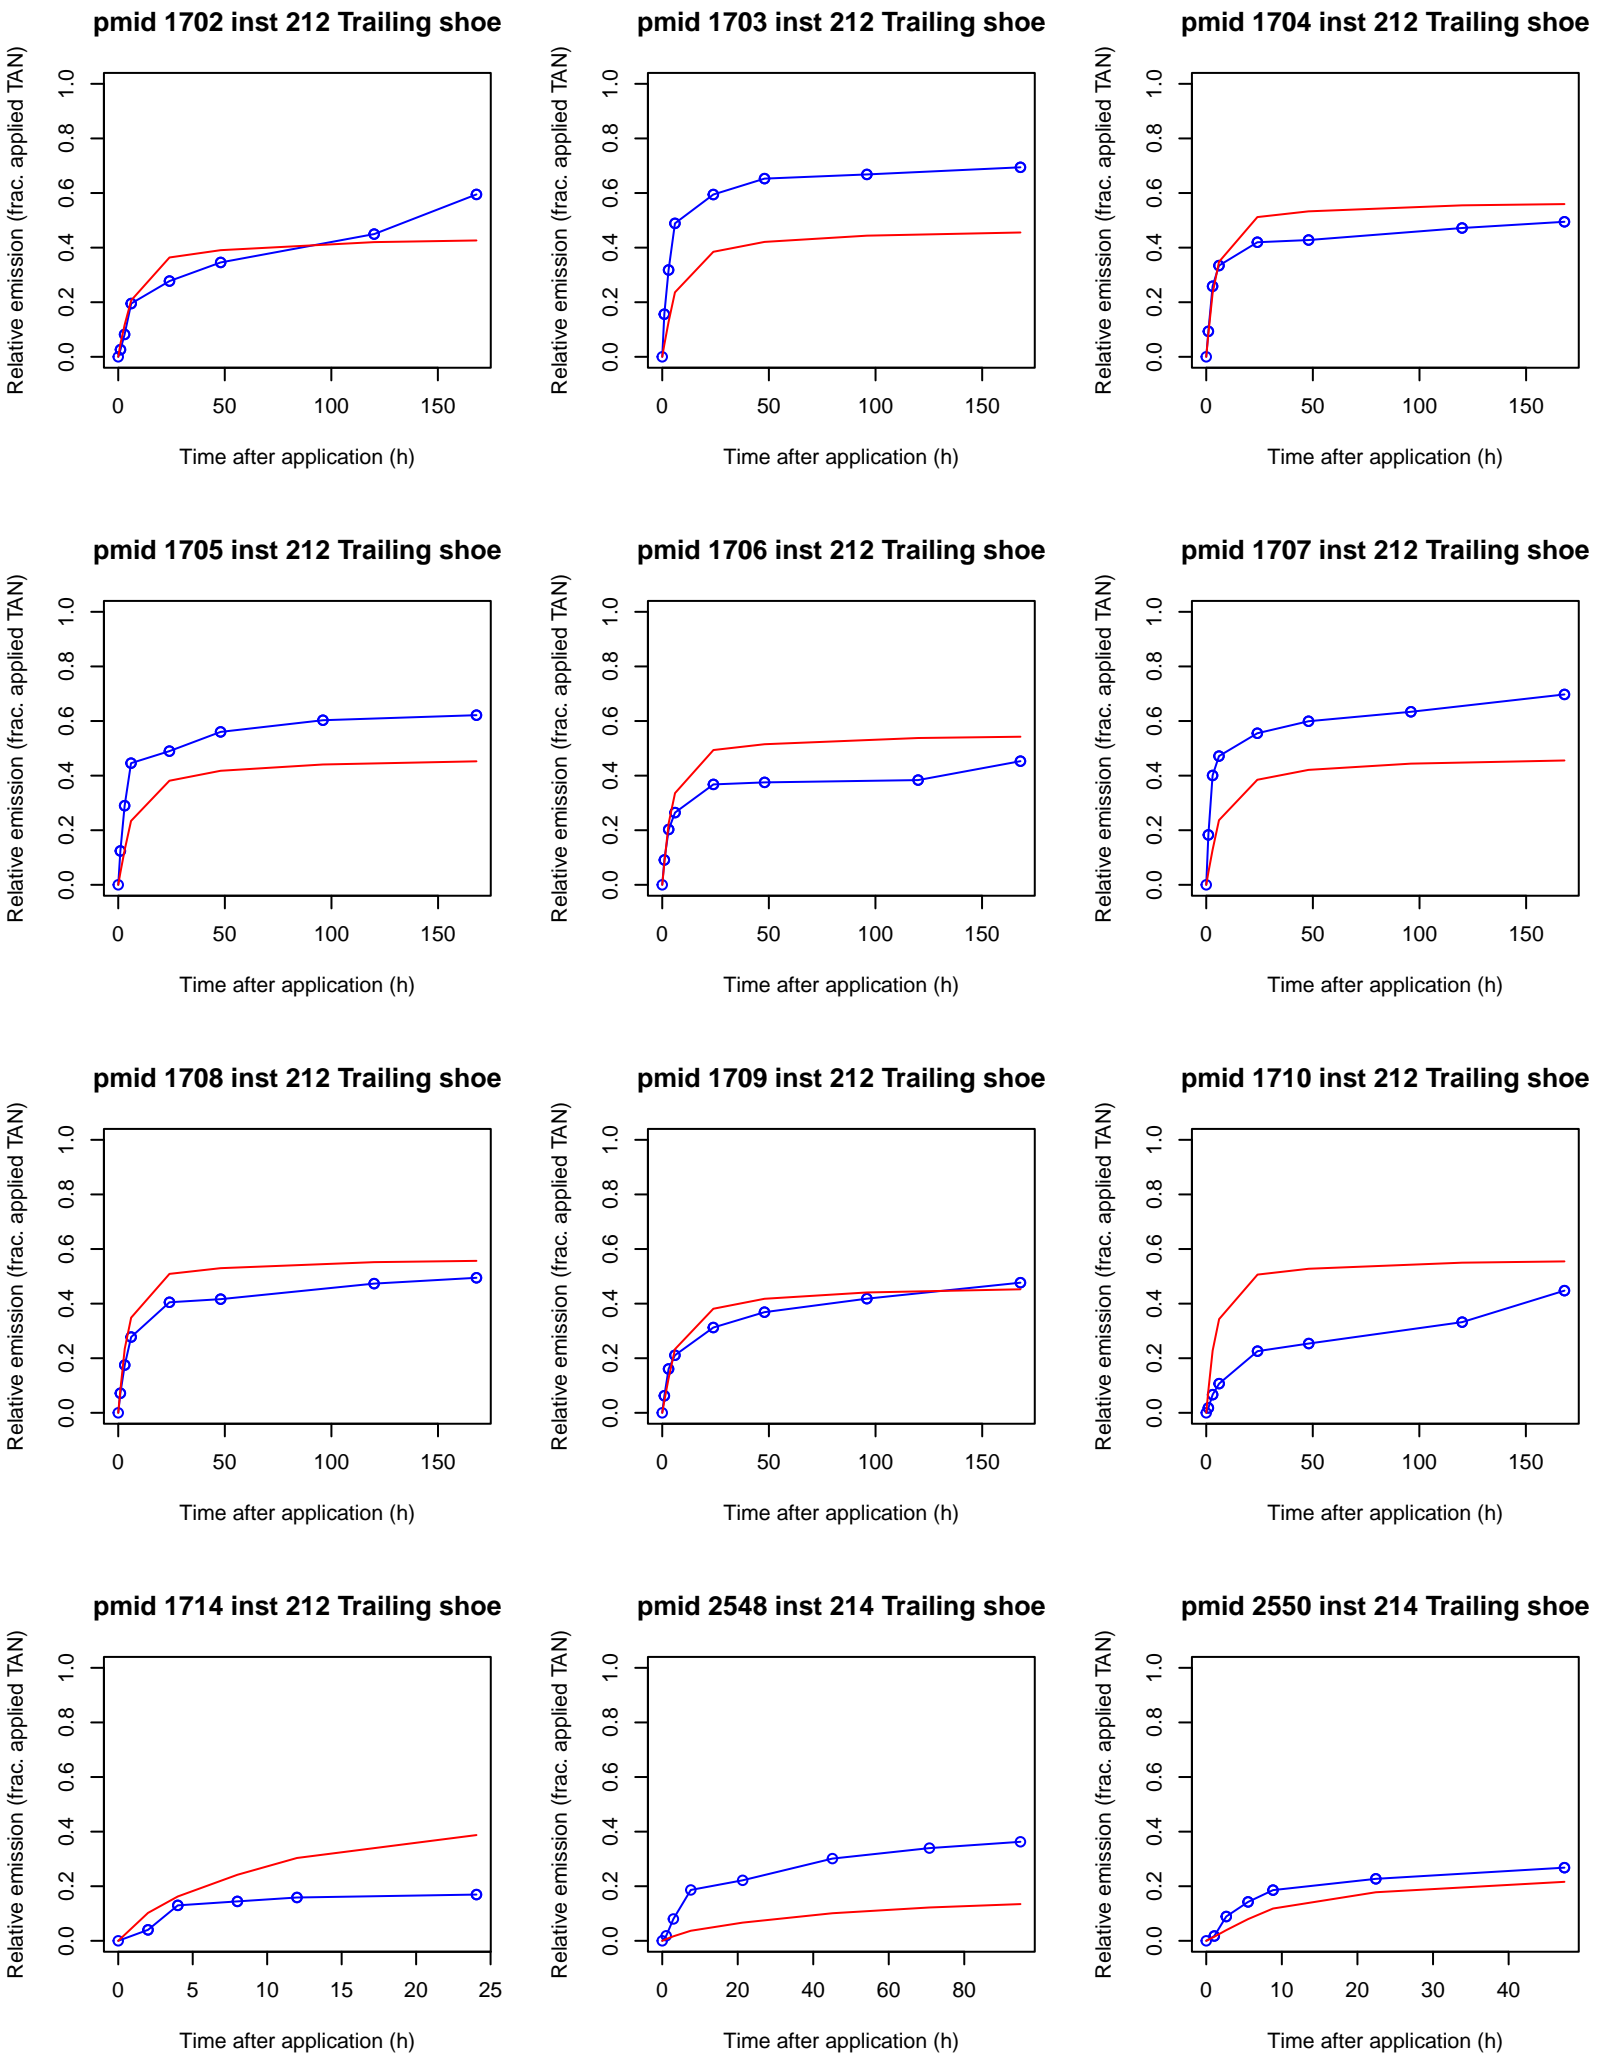 pmid 1702 inst 212 Trailing shoe
Relative emission (frac. applied TAN)
1.0
0.8
0.6
0.4
0.2
0.0
0 50 100 150
Time after application (h)
pmid 1703 inst 212 Trailing shoe
Relative emission (frac. applied TAN)
1.0
0.8
0.6
0.4
0.2
0.0
0 50 100 150
Time after application (h)
pmid 1704 inst 212 Trailing shoe
Relative emission (frac. applied TAN)
1.0
0.8
0.6
0.4
0.2
0.0
0 50 100 150
Time after application (h)
pmid 1705 inst 212 Trailing shoe
Relative emission (frac. applied TAN)
1.0
0.8
0.6
0.4
0.2
0.0
0 50 100 150
Time after application (h)
pmid 1706 inst 212 Trailing shoe
Relative emission (frac. applied TAN)
1.0
0.8
0.6
0.4
0.2
0.0
0 50 100 150
Time after application (h)
pmid 1707 inst 212 Trailing shoe
Relative emission (frac. applied TAN)
1.0
0.8
0.6
0.4
0.2
0.0
0 50 100 150
Time after application (h)
pmid 1708 inst 212 Trailing shoe
Relative emission (frac. applied TAN)
1.0
0.8
0.6
0.4
0.2
0.0
0 50 100 150
Time after application (h)
pmid 1709 inst 212 Trailing shoe
Relative emission (frac. applied TAN)
1.0
0.8
0.6
0.4
0.2
0.0
0 50 100 150
Time after application (h)
pmid 1710 inst 212 Trailing shoe
Relative emission (frac. applied TAN)
1.0
0.8
0.6
0.4
0.2
0.0
0 50 100 150
Time after application (h)
pmid 1714 inst 212 Trailing shoe
Relative emission (frac. applied TAN)
1.0
0.8
0.6
0.4
0.2
0.0
0 5 10 15 20 25
Time after application (h)
pmid 2548 inst 214 Trailing shoe
Relative emission (frac. applied TAN)
1.0
0.8
0.6
0.4
0.2
0.0
0 20 40 60 80
Time after application (h)
pmid 2550 inst 214 Trailing shoe
Relative emission (frac. applied TAN)
1.0
0.8
0.6
0.4
0.2
0.0
0 10 20 30 40
Time after application (h)